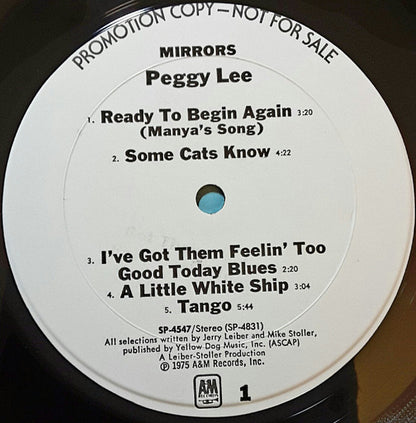 PROMOTION COPY—NOT FOR SALE
MIRRORS
Peggy Lee
1. Ready To Begin Again 3:20
(Manya's Song)
2. Some Cats Know 4:22
3. I've Got Them Feelin' Too
Good Today Blues 2:20
4. A Little White Ship 3:04
5. Tango 5:44
SP-4547/Stereo (SP-4831)
All selections written by Jerry Leiber and Mike Stoller,
published by Yellow Dog Music, Inc. (ASCAP)
A Leiber-Stoller Production
℗ 1975 A&M Records, Inc.
A&M
RECORDS
1